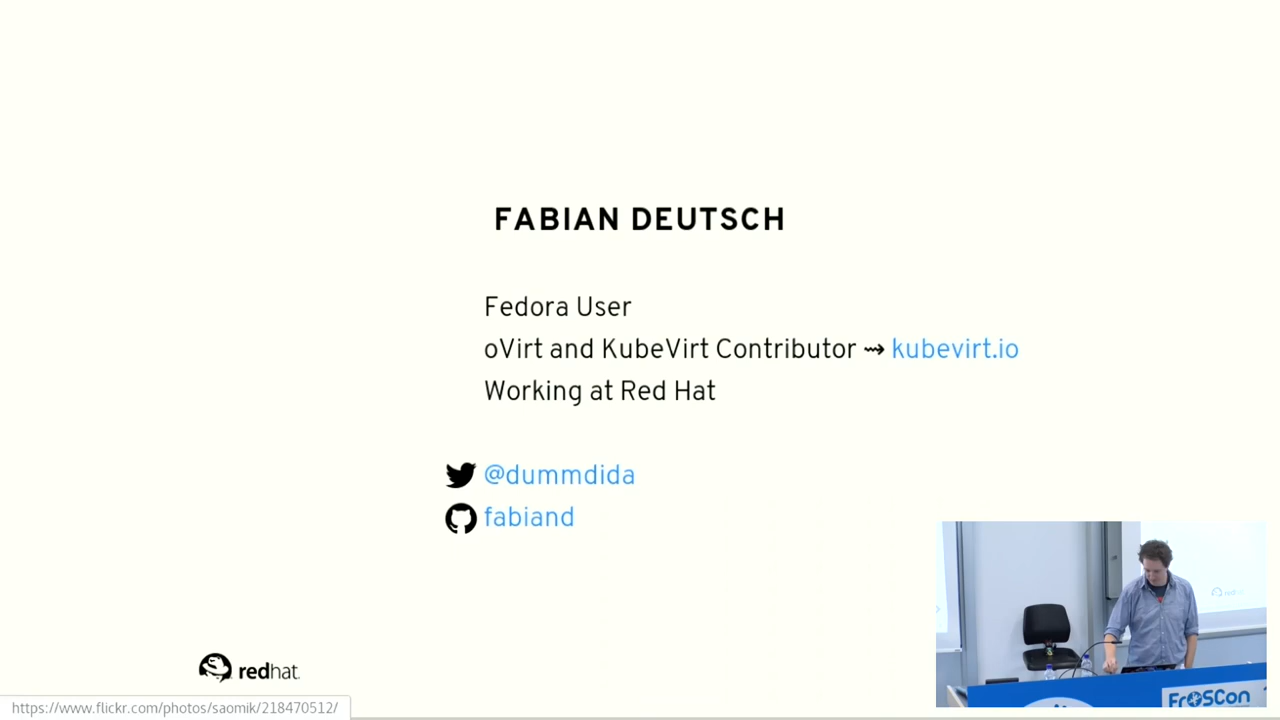 FABIAN DEUTSCH
Fedora User
oVirt and KubeVirt Contributor ⇝ kubevirt.io
Working at Red Hat
@dummdida
fabiand
redhat.
https://www.flickr.com/photos/saomik/218470512/
FrOSCon